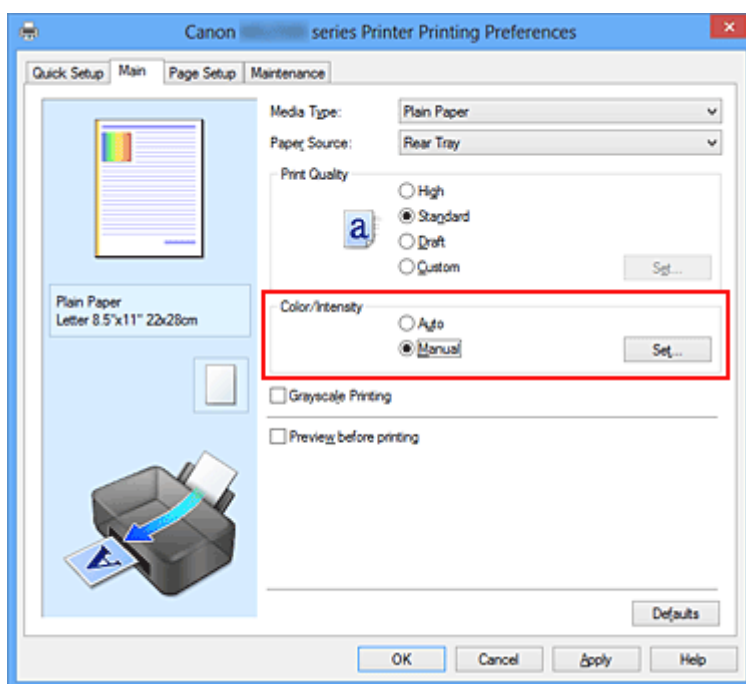 Canon series Printer Printing Preferences
Quick Setup Main Page Setup Maintenance
Media Type: Plain Paper
Paper Source: Rear Tray
Print Quality
High
a Standard
Draft
Custom Set...
Plain Paper
Letter 8.5"x11" 22x28cm
Color/Intensity
Auto
Manual Set...
Grayscale Printing
Preview before printing
A
Defaults
OK Cancel Apply Help